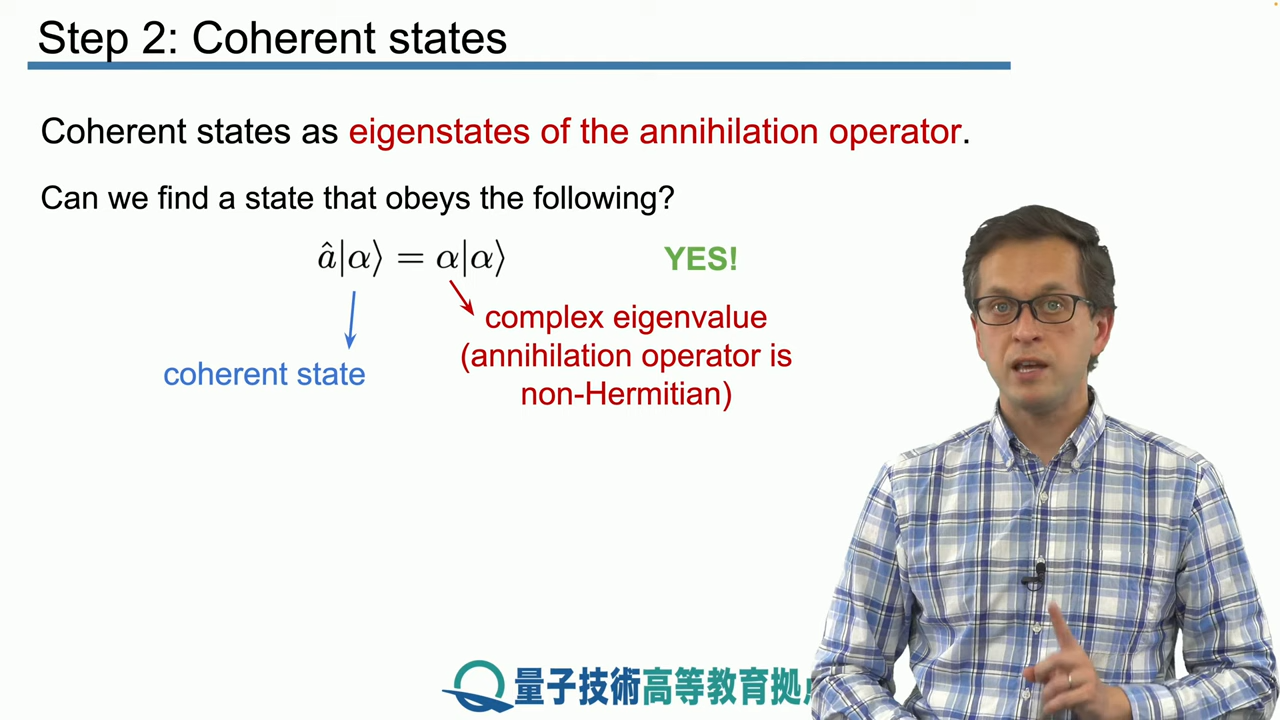 Step 2: Coherent states
Coherent states as eigenstates of the annihilation operator.
Can we find a state that obeys the following?
â|α⟩ = α|α⟩
YES!
complex eigenvalue
(annihilation operator is
non-Hermitian)
coherent state
量子技術高等教育拠